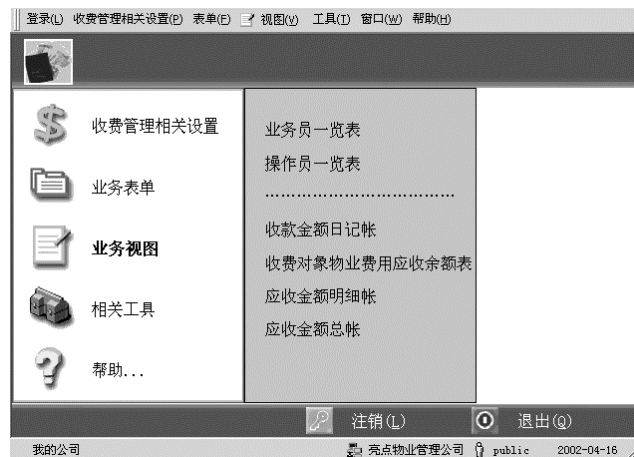 登录(L) 收费管理相关设置(P) 表单(F) 视图(V) 工具(T) 窗口(W) 帮助(H)
收费管理相关设置
业务表单
业务视图
相关工具
帮助...
业务员一览表
操作员一览表
收款金额日记帐
收费对象物业费用应收余额表
应收金额明细帐
应收金额总帐
注销(L) 退出(Q)
我的公司 亮点物业管理公司 public 2002-04-16